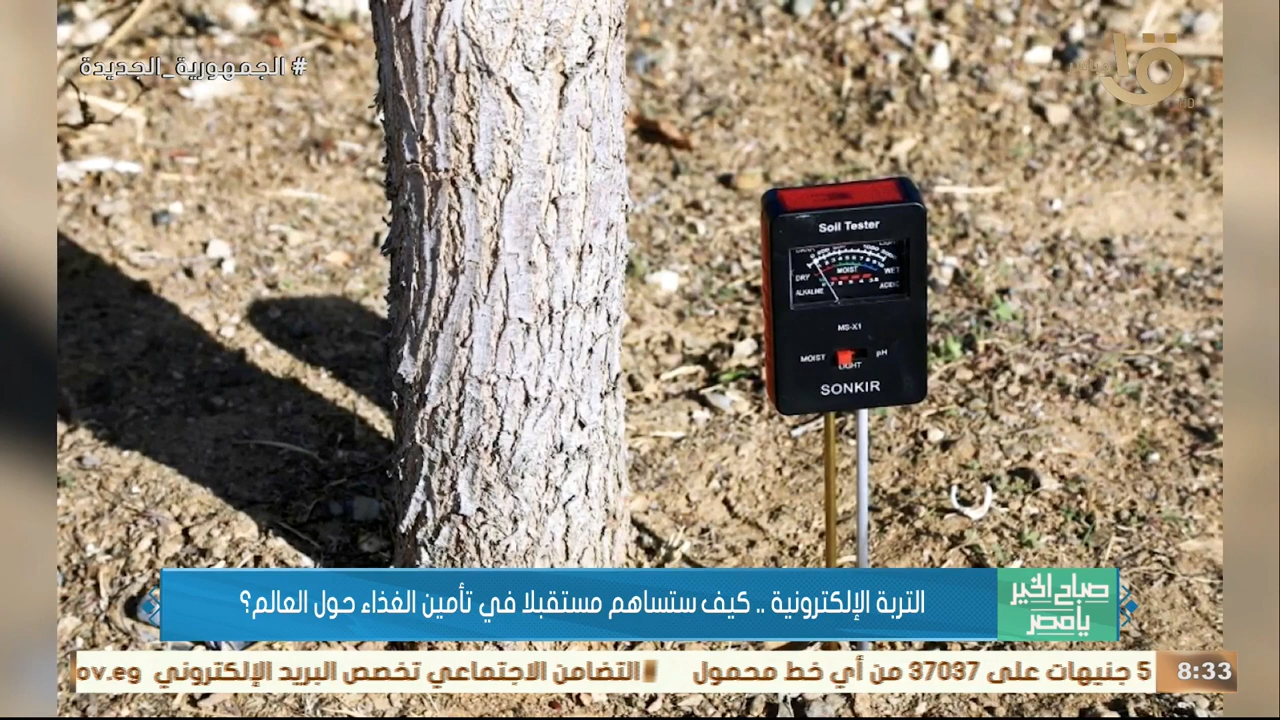 # الجمهورية_الجديدة
HD
Soil Tester
DRY
MOIST
WET
ALKALINE
ACIDIC
MS-X1
MOIST
pH
LIGHT
SONKIR
صباح الخير
يا مصر
التربة الإلكترونية .. كيف ستساهم مستقبلا في تأمين الغذاء حول العالم؟
8:33
5 جنيهات على 37037 من أي خط محمول
التضامن الاجتماعي تخصص البريد الإلكتروني
ov.eg